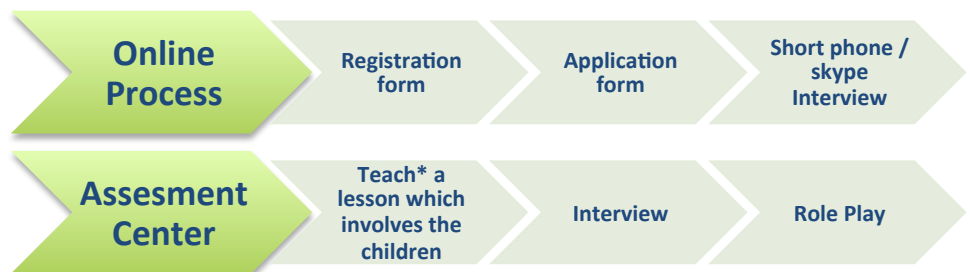 Online
Process
Registration
form
Application
form
Short phone /
skype
Interview
Assesment
Center
Teach* a
lesson which
involves the
children
Interview
Role Play